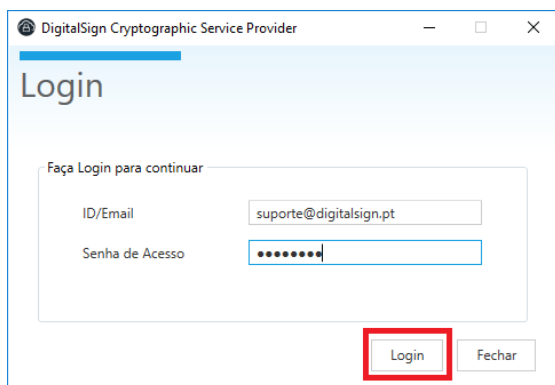 DigitalSign Cryptographic Service Provider
Login
Faça Login para continuar
ID/Email suporte@digitalsign.pt
Senha de Acesso ••••••••
Login Fechar